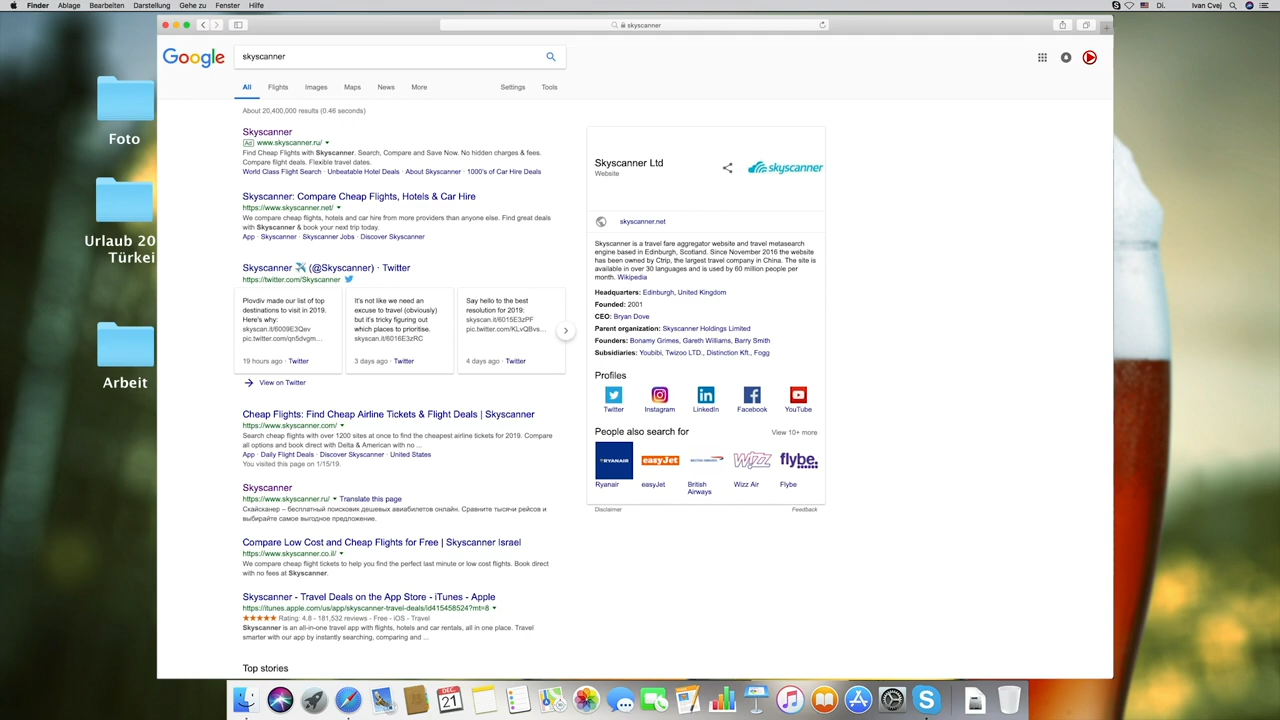 Finder Ablage Bearbeiten Darstellung Gehe zu Fenster Hilfe
Di. Ivan Cvej
skyscanner
Google
skyscanner
All Flights Images Maps News More Settings Tools
About 20,400,000 results (0.46 seconds)
Skyscanner
Ad www.skyscanner.ru/
Find Cheap Flights with Skyscanner. Search, Compare and Save Now. No hidden charges & fees.
Compare flight deals. Flexible travel dates.
World Class Flight Search · Unbeatable Hotel Deals · About Skyscanner · 1000's of Car Hire Deals
Skyscanner: Compare Cheap Flights, Hotels & Car Hire
https://www.skyscanner.net/
We compare cheap flights, hotels and car hire from more providers than anyone else. Find great deals
with Skyscanner & book your next trip today.
App · Skyscanner · Skyscanner Jobs · Discover Skyscanner
Skyscanner ✈️ (@Skyscanner) · Twitter
https://twitter.com/Skyscanner
Plovdiv made our list of top
destinations to visit in 2019.
Here's why:
skyscan.it/6009E3Qev
pic.twitter.com/qn5dvgm...
19 hours ago · Twitter
It's not like we need an
excuse to travel (obviously)
but it's tricky figuring out
which places to prioritise.
skyscan.it/6016E3zRC
3 days ago · Twitter
Say hello to the best
resolution for 2019:
skyscan.it/6015E3zPF
pic.twitter.com/KLvQBvs...
4 days ago · Twitter
View on Twitter
Cheap Flights: Find Cheap Airline Tickets & Flight Deals | Skyscanner
https://www.skyscanner.com/
Search cheap flights with over 1200 sites at once to find the cheapest airline tickets for 2019. Compare
all options and book direct with Delta & American with no ...
App · Daily Flight Deals · Discover Skyscanner · United States
You visited this page on 1/15/19.
Skyscanner
https://www.skyscanner.ru/ Translate this page
Скайсканер – бесплатный поисковик дешевых авиабилетов онлайн. Сравните тысячи рейсов и
выбирайте самое выгодное предложение.
Compare Low Cost and Cheap Flights for Free | Skyscanner Israel
https://www.skyscanner.co.il/
We compare cheap flight tickets to help you find the perfect last minute or low cost flights. Book direct
with no fees at Skyscanner.
Skyscanner - Travel Deals on the App Store - iTunes - Apple
https://itunes.apple.com/us/app/skyscanner-travel-deals/id415458524?mt=8
★★★★★ Rating: 4.8 - 181,532 reviews - Free - iOS - Travel
Skyscanner is an all-in-one travel app with flights, hotels and car rentals, all in one place. Travel
smarter with our app by instantly searching, comparing and ...
Top stories
Skyscanner Ltd
Website
skyscanner
skyscanner.net
Skyscanner is a travel fare aggregator website and travel metasearch
engine based in Edinburgh, Scotland. Since November 2016 the website
has been owned by Ctrip, the largest travel company in China. The site is
available in over 30 languages and is used by 60 million people per
month. Wikipedia
Headquarters: Edinburgh, United Kingdom
Founded: 2001
CEO: Bryan Dove
Parent organization: Skyscanner Holdings Limited
Founders: Bonamy Grimes, Gareth Williams, Barry Smith
Subsidiaries: Youbibi, Twizoo LTD., Distinction Kft., Fogg
Profiles
Twitter Instagram LinkedIn Facebook YouTube
People also search for View 10+ more
RYANAIR easyJet BRITISH AIRWAYS WIZZ flybe.
Ryanair easyJet British Airways Wizz Air Flybe
Disclaimer Feedback
Foto
Urlaub 20
Türkei
Arbeit
DEC
21